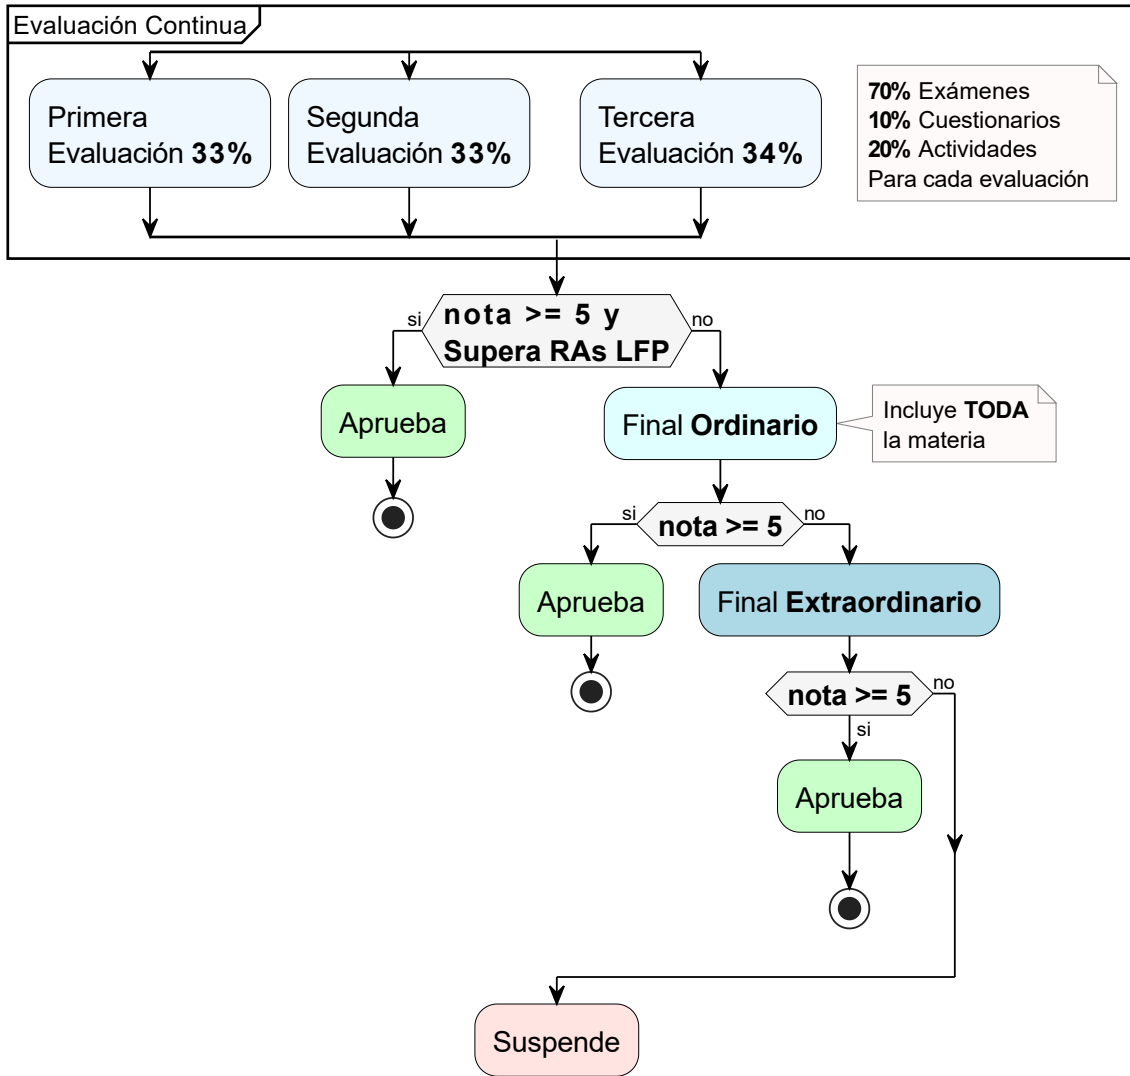 Evaluación Continua
Primera
Evaluación 33%
Segunda
Evaluación 33%
Tercera
Evaluación 34%
70% Exámenes
10% Cuestionarios
20% Actividades
Para cada evaluación
si
nota >= 5 y
Supera RAs LFP
no
Aprueba
Final Ordinario
Incluye TODA
la materia
si
nota >= 5
no
Aprueba
Final Extraordinario
nota >= 5
no
si
Aprueba
Suspende